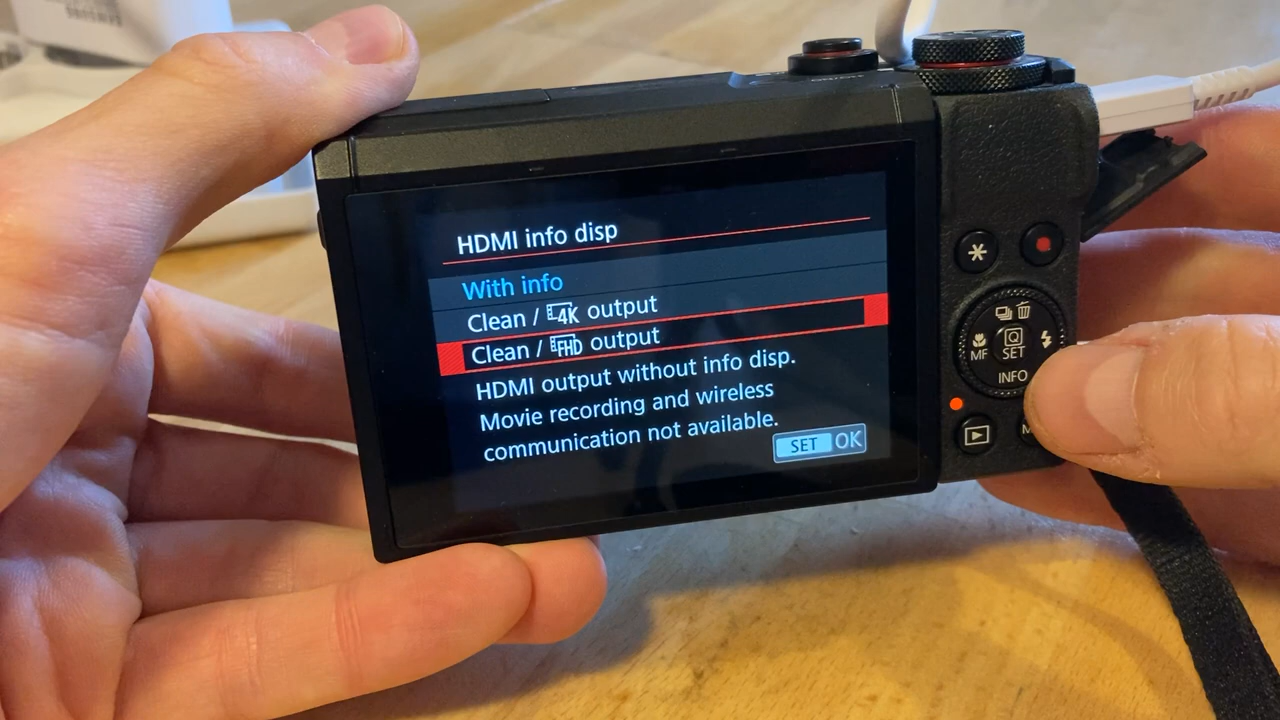 SAMSUNG
HDMI info disp
With info
Clean / 4K output
Clean / FHD output
HDMI output without info disp.
Movie recording and wireless
communication not available.
SET OK
MF
Q
SET
INFO
M